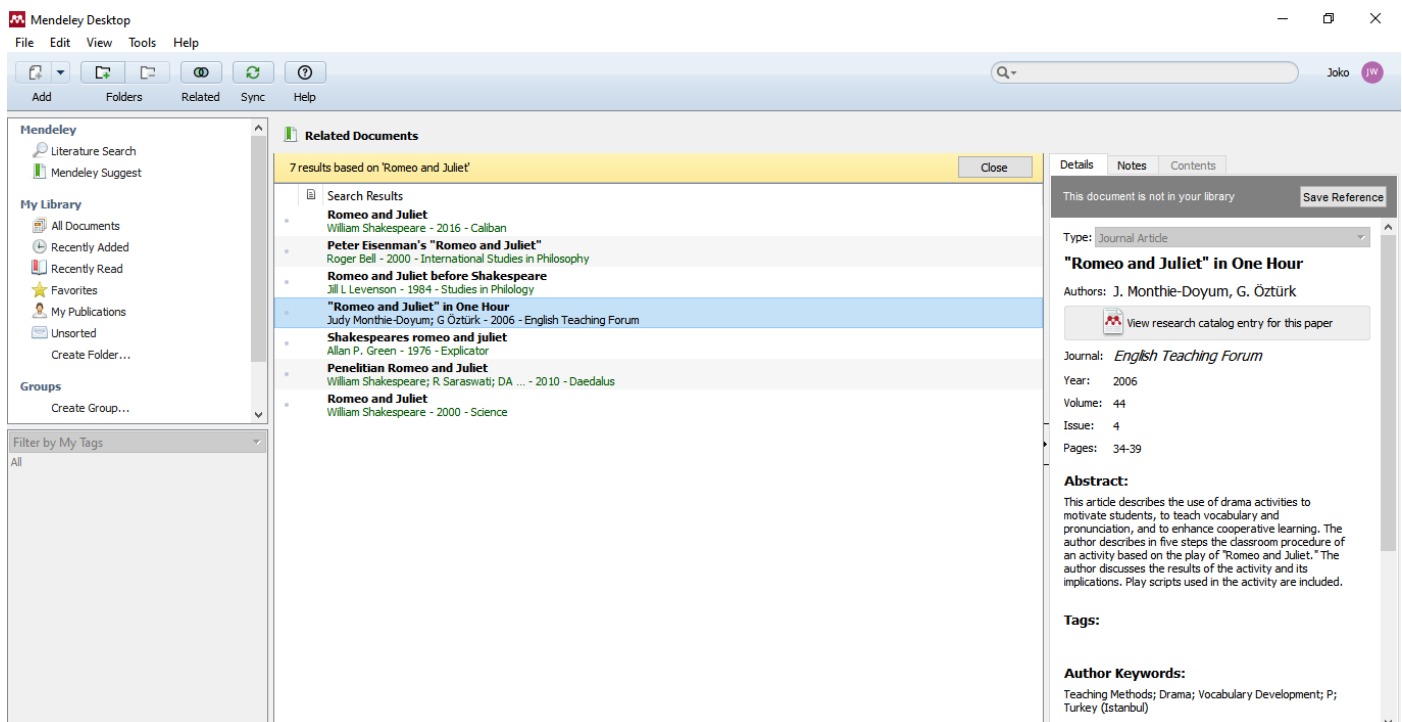 Mendeley Desktop
File Edit View Tools Help
Add Folders Related Sync Help
Joko JW
Mendeley
Literature Search
Mendeley Suggest
My Library
All Documents
Recently Added
Recently Read
Favorites
My Publications
Unsorted
Create Folder...
Groups
Create Group...
Filter by My Tags
All
Related Documents
7 results based on 'Romeo and Juliet'
Close
Search Results
Romeo and Juliet
William Shakespeare - 2016 - Caliban
Peter Eisenman's "Romeo and Juliet"
Roger Bell - 2000 - International Studies in Philosophy
Romeo and Juliet before Shakespeare
Jill L Levenson - 1984 - Studies in Philology
"Romeo and Juliet" in One Hour
Judy Monthie-Doyum; G Öztürk - 2006 - English Teaching Forum
Shakespeares romeo and juliet
Allan P. Green - 1976 - Explicator
Penelitian Romeo and Juliet
William Shakespeare; R Saraswati; DA ... - 2010 - Daedalus
Romeo and Juliet
William Shakespeare - 2000 - Science
Details Notes Contents
This document is not in your library
Save Reference
Type: Journal Article
"Romeo and Juliet" in One Hour
Authors: J. Monthie-Doyum, G. Öztürk
View research catalog entry for this paper
Journal: English Teaching Forum
Year: 2006
Volume: 44
Issue: 4
Pages: 34-39
Abstract:
This article describes the use of drama activities to
motivate students, to teach vocabulary and
pronunciation, and to enhance cooperative learning. The
author describes in five steps the classroom procedure of
an activity based on the play of "Romeo and Juliet." The
author discusses the results of the activity and its
implications. Play scripts used in the activity are included.
Tags:
Author Keywords:
Teaching Methods; Drama; Vocabulary Development; P;
Turkey (Istanbul)